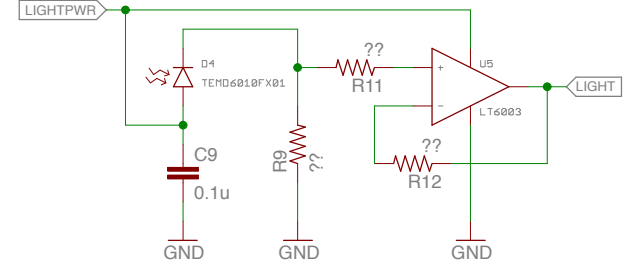 LIGHTPWR
D4
TEMD6010FX01
??
R11
+
-
U5
LT6003
LIGHT
C9
0.1u
R9
??
??
R12
GND
GND
GND